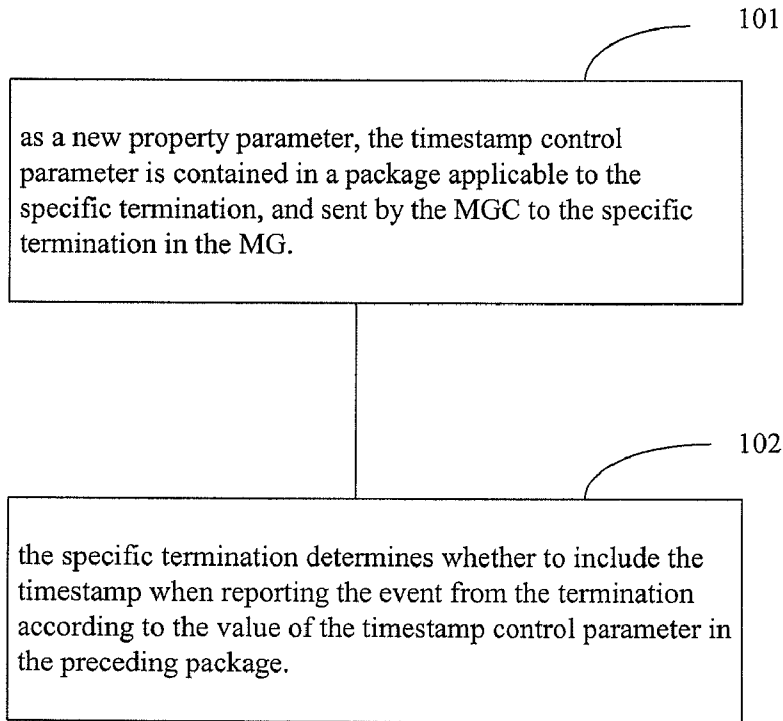 101
as a new property parameter, the timestamp control
parameter is contained in a package applicable to the
specific termination, and sent by the MGC to the specific
termination in the MG.
102
the specific termination determines whether to include the
timestamp when reporting the event from the termination
according to the value of the timestamp control parameter in
the preceding package.